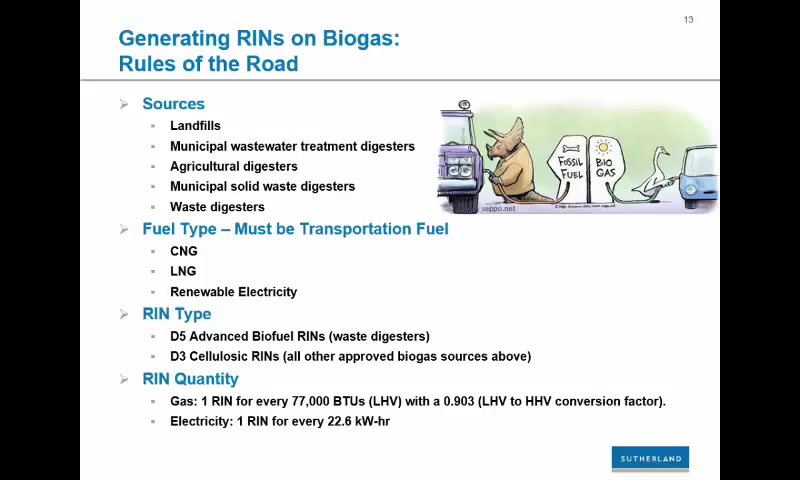 13
Generating RINs on Biogas:
Rules of the Road
Sources
Landfills
Municipal wastewater treatment digesters
Agricultural digesters
Municipal solid waste digesters
Waste digesters
FOSSIL
FUEL
BIO
GAS
seppo.net
Fuel Type – Must be Transportation Fuel
CNG
LNG
Renewable Electricity
RIN Type
D5 Advanced Biofuel RINs (waste digesters)
D3 Cellulosic RINs (all other approved biogas sources above)
RIN Quantity
Gas: 1 RIN for every 77,000 BTUs (LHV) with a 0.903 (LHV to HHV conversion factor).
Electricity: 1 RIN for every 22.6 kW-hr
SUTHERLAND